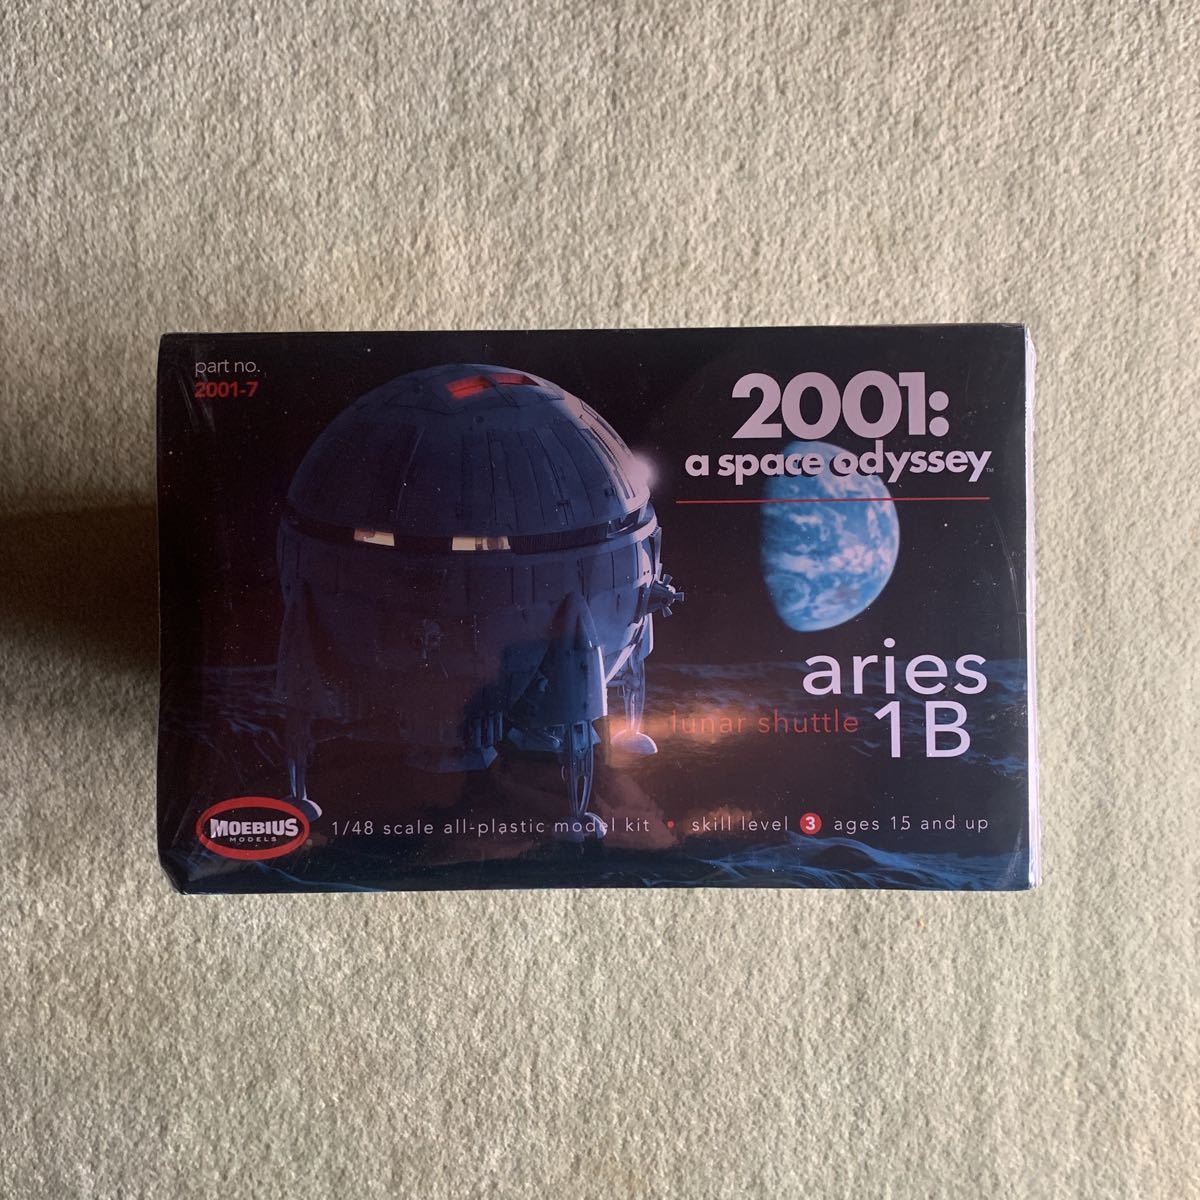 part no.
2001-7
2001:
a space odyssey™
aries
lunar shuttle 1B
MOEBIUS
MODELS
1/48 scale all-plastic model kit • skill level 3 ages 15 and up